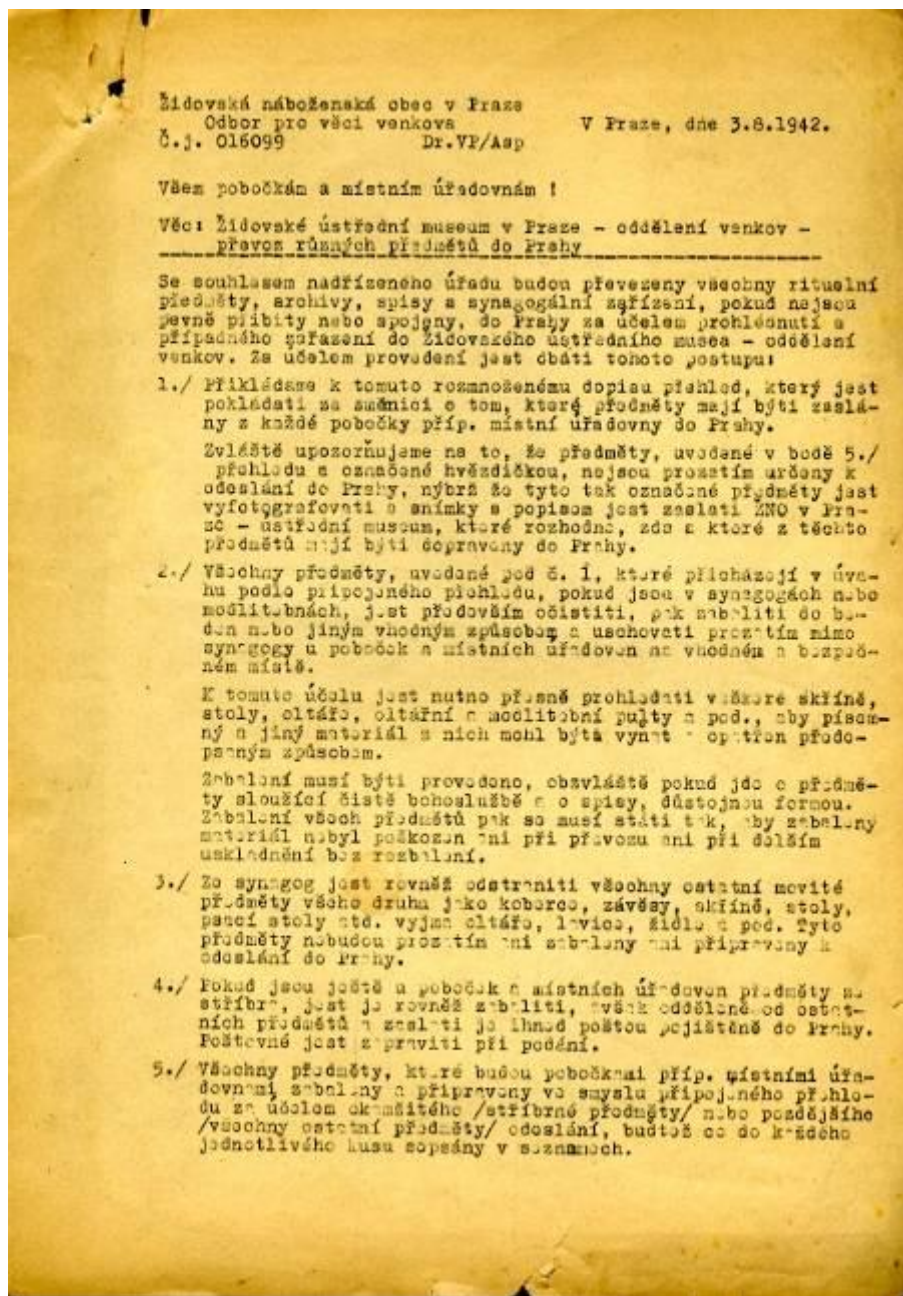 Židovská náboženská obec v Praze
Odbor pro věci venkova V Praze, dne 3.8.1942.
Č.j. 016099 Dr.VP/Asp
Všem pobočkám a místním úřadovnám !
Věc: Židovské ústřední museum v Praze - oddělení venkov -
převoz různých předmětů do Prahy
Se souhlasem nadřízeného úřadu budou převezeny všechny rituelní
předměty, archivy, spisy a synagogální zařízení, pokud nejsou
pevně přibity nebo spojeny, do Prahy za účelem prohlédnutí a
případného zařazení do Židovského ústředního musea - oddělení
venkov. Za účelem provedení jest dbáti tohoto postupu:
1./ Přikládáme k tomuto rozmnoženému dopisu přehled, který jest
pokládati za směnici o tom, které předměty mají býti zaslá-
ny z každé pobočky příp. místní úřadovny do Prahy.
Zvláště upozorňujeme na to, že předměty, uvedené v bodě 5./
přehledu a označené hvězdičkou, nejsou prozatím určeny k
odeslání do Prahy, nýbrž že tyto tak označené předměty jest
vyfotografovati a snímky s popisem jest zaslati ŽNO v Pra-
ze - ústřední museum, které rozhodne, zda a které z těchto
předmětů mají býti dopraveny do Prahy.
2./ Všechny předměty, uvedené pod č. 1, které přicházejí v úva-
hu podle připojeného přehledu, pokud jsou v synagogách nebo
modlitebnách, jest především očistiti, pak zabaliti do be-
den nebo jiným vhodným způsobem a uschovati prozatím mimo
synagogy u poboček a místních úřadoven na vhodném a bezpeč-
ném místě.
K tomuto účelu jest nutno přesně prohledati veškeré skříně,
stoly, oltáře, oltářní a modlitební pulty a pod., aby písem-
ný a jiný materiál z nich mohl býta vyňat a opatřen přede-
psaným způsobem.
Zabalení musí býti provedeno, obzvláště pokud jde o předmě-
ty sloužící čistě bohoslužbě a o spisy, důstojnou formou.
Zabalení všech předmětů pak se musí státi tak, aby zabalený
materiál nebyl poškozen ani při převozu ani při dalším
uskladnění bez rozbalení.
3./ Ze synagog jest rovněž odstraniti všechny ostatní movité
předměty všeho druhu jako koberce, závěsy, skříně, stoly,
psací stoly atd. vyjma oltáře, lavice, židle a pod. Tyto
předměty nebudou prozatím ani zabaleny ani připraveny k
odeslání do Prahy.
4./ Pokud jsou ještě u poboček a místních úřadoven předměty ze
stříbra, jest je rovněž zabaliti, avšak odděleně od ostat-
ních předmětů a zaslati je ihned poštou pojištěně do Prahy.
Poštovné jest zapraviti při podání.
5./ Všechny předměty, které budou pobočkami příp. místními úřa-
dovnami zabaleny a připraveny ve smyslu připojeného přehle-
du za účelem okamžitého /stříbrné předměty/ nebo pozdějšího
/všechny ostatní předměty/ odeslání, buďtež co do každého
jednotlivého kusu sepsány v seznamech.